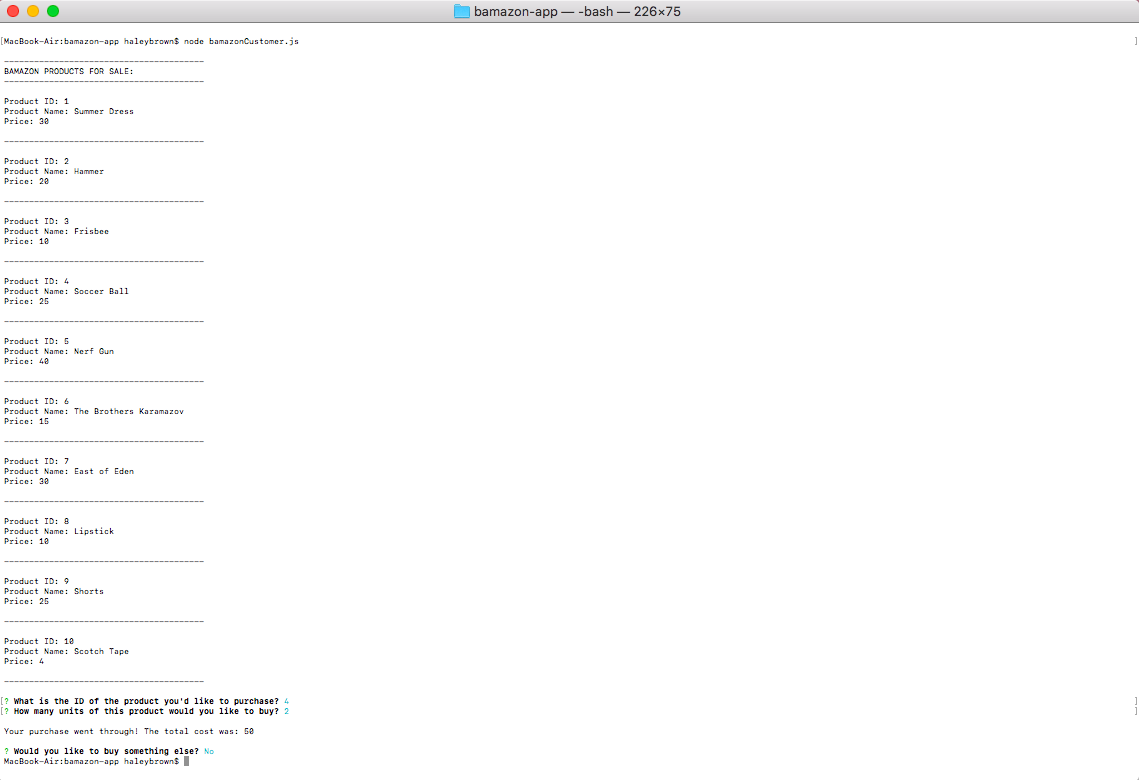 bamazon-app — -bash — 226×75
[MacBook-Air:bamazon-app haleybrown$ node bamazonCustomer.js ]
----------------------------------------
BAMAZON PRODUCTS FOR SALE:
----------------------------------------
Product ID: 1
Product Name: Summer Dress
Price: 30
----------------------------------------
Product ID: 2
Product Name: Hammer
Price: 20
----------------------------------------
Product ID: 3
Product Name: Frisbee
Price: 10
----------------------------------------
Product ID: 4
Product Name: Soccer Ball
Price: 25
----------------------------------------
Product ID: 5
Product Name: Nerf Gun
Price: 40
----------------------------------------
Product ID: 6
Product Name: The Brothers Karamazov
Price: 15
----------------------------------------
Product ID: 7
Product Name: East of Eden
Price: 30
----------------------------------------
Product ID: 8
Product Name: Lipstick
Price: 10
----------------------------------------
Product ID: 9
Product Name: Shorts
Price: 25
----------------------------------------
Product ID: 10
Product Name: Scotch Tape
Price: 4
----------------------------------------
[? What is the ID of the product you'd like to purchase? 4 ]
[? How many units of this product would you like to buy? 2 ]
Your purchase went through! The total cost was: 50
? Would you like to buy something else? No
MacBook-Air:bamazon-app haleybrown$